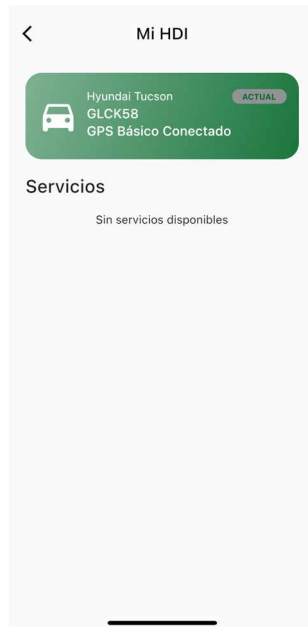 Mi HDI
Hyundai Tucson
ACTUAL
GLCK58
GPS Básico Conectado
Servicios
Sin servicios disponibles